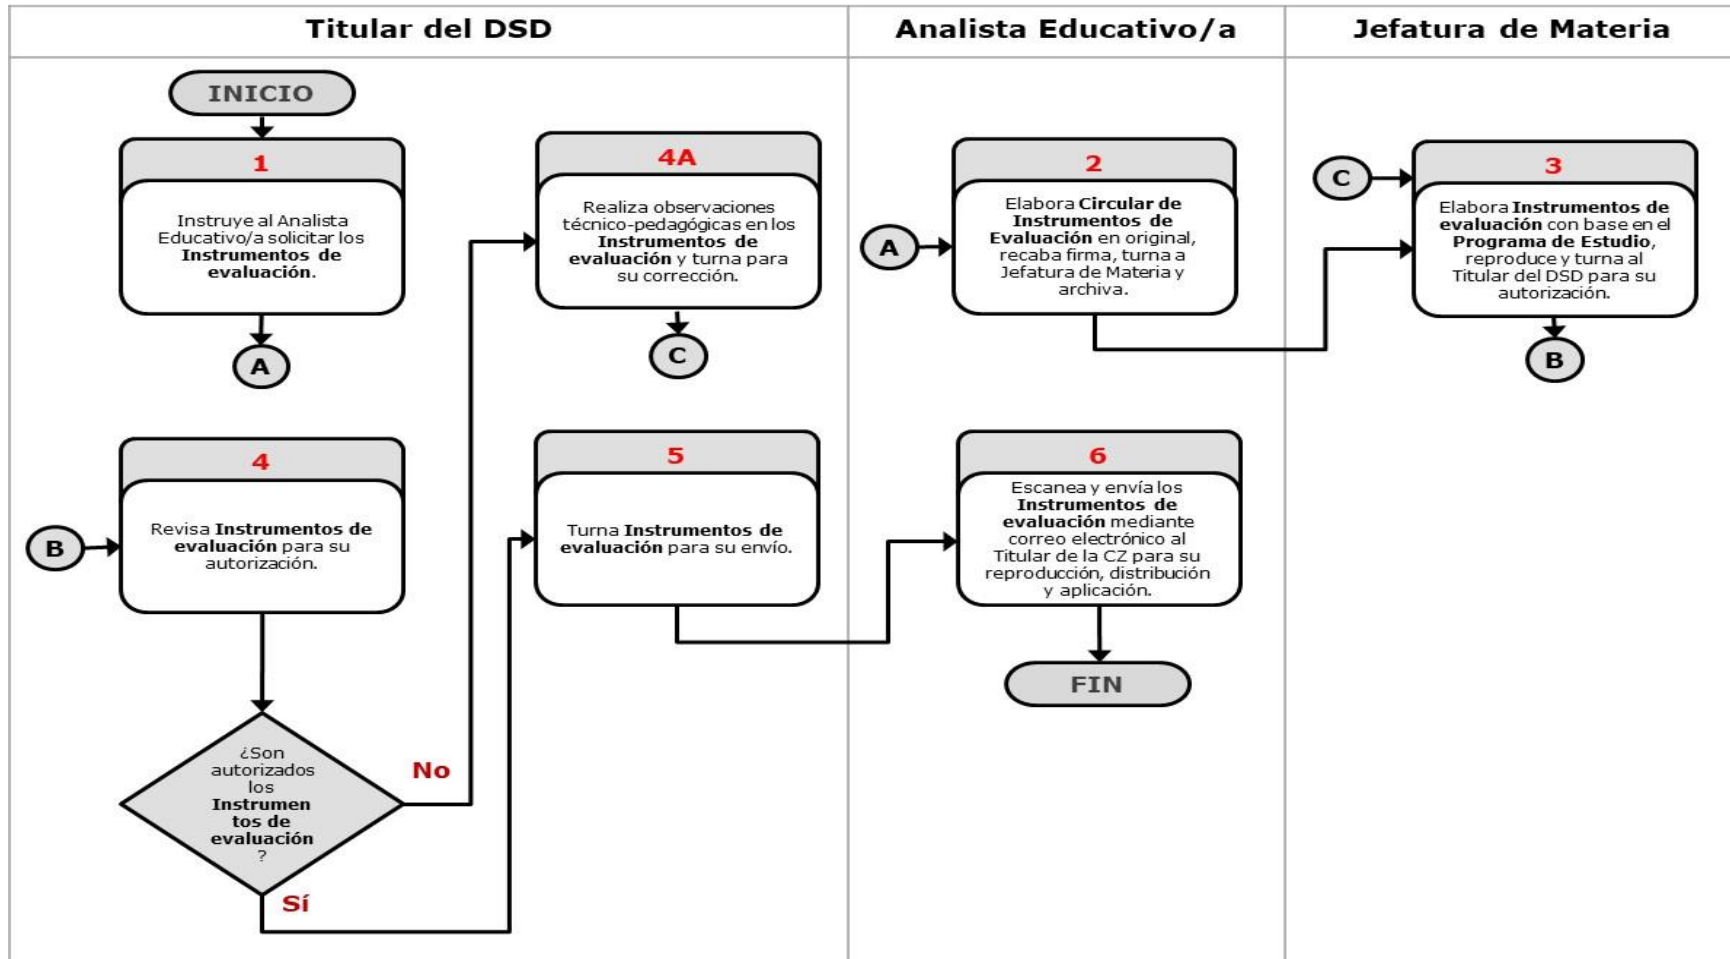 Titular del DSD
Analista Educativo/a
Jefatura de Materia
INICIO
1
Instruye al Analista
Educativo/a solicitar los
Instrumentos de
evaluación.
A
4A
Realiza observaciones
técnico-pedagógicas en los
Instrumentos de
evaluación y turna para
su corrección.
C
A
2
Elabora Circular de
Instrumentos de
Evaluación en original,
recaba firma, turna a
Jefatura de Materia y
archiva.
C
3
Elabora Instrumentos de
evaluación con base en el
Programa de Estudio,
reproduce y turna al
Titular del DSD para su
autorización.
B
B
4
Revisa Instrumentos de
evaluación para su
autorización.
¿Son
autorizados
los
Instrumen
tos de
evaluación
?
No
Sí
5
Turna Instrumentos de
evaluación para su envío.
6
Escanea y envía los
Instrumentos de
evaluación mediante
correo electrónico al
Titular de la CZ para su
reproducción, distribución
y aplicación.
FIN